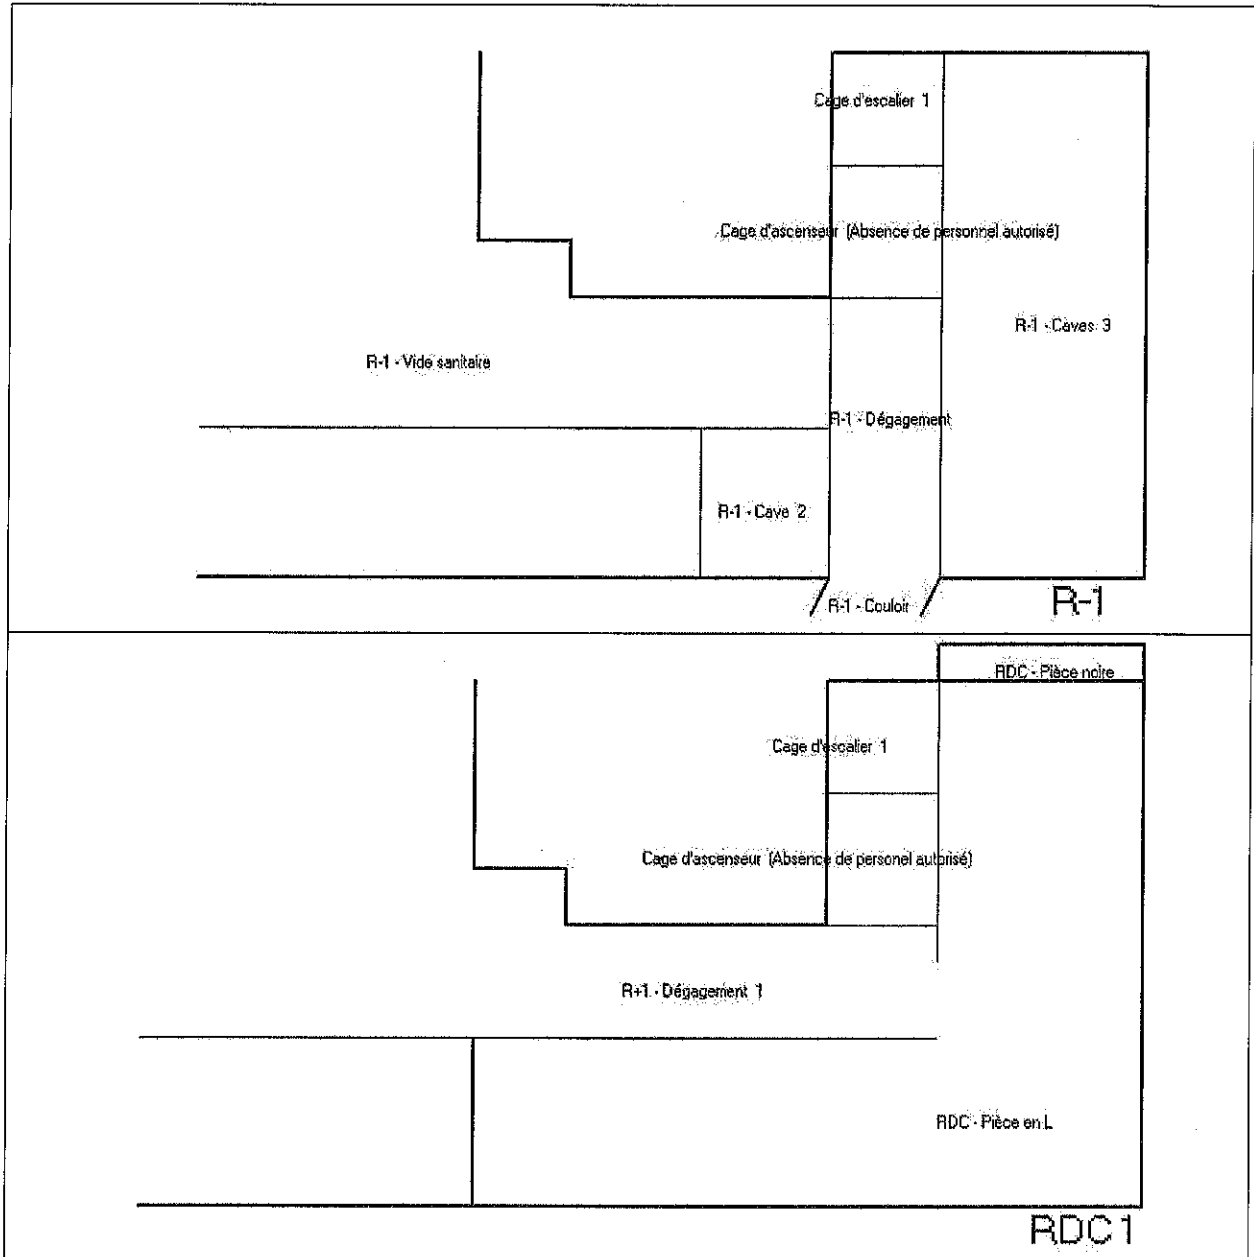 Cage d'escalier 1
Cage d'ascenseur (Absence de personnel autorisé)
R-1 - Caves 3
R-1 - Vide sanitaire
R-1 - Dégagement
R-1 - Cave 2
R-1 - Couloir
R-1
RDC - Pièce noire
Cage d'escalier 1
Cage d'ascenseur (Absence de personel autorisé)
R+1 - Dégagement 1
RDC - Pièce en L
RDC 1